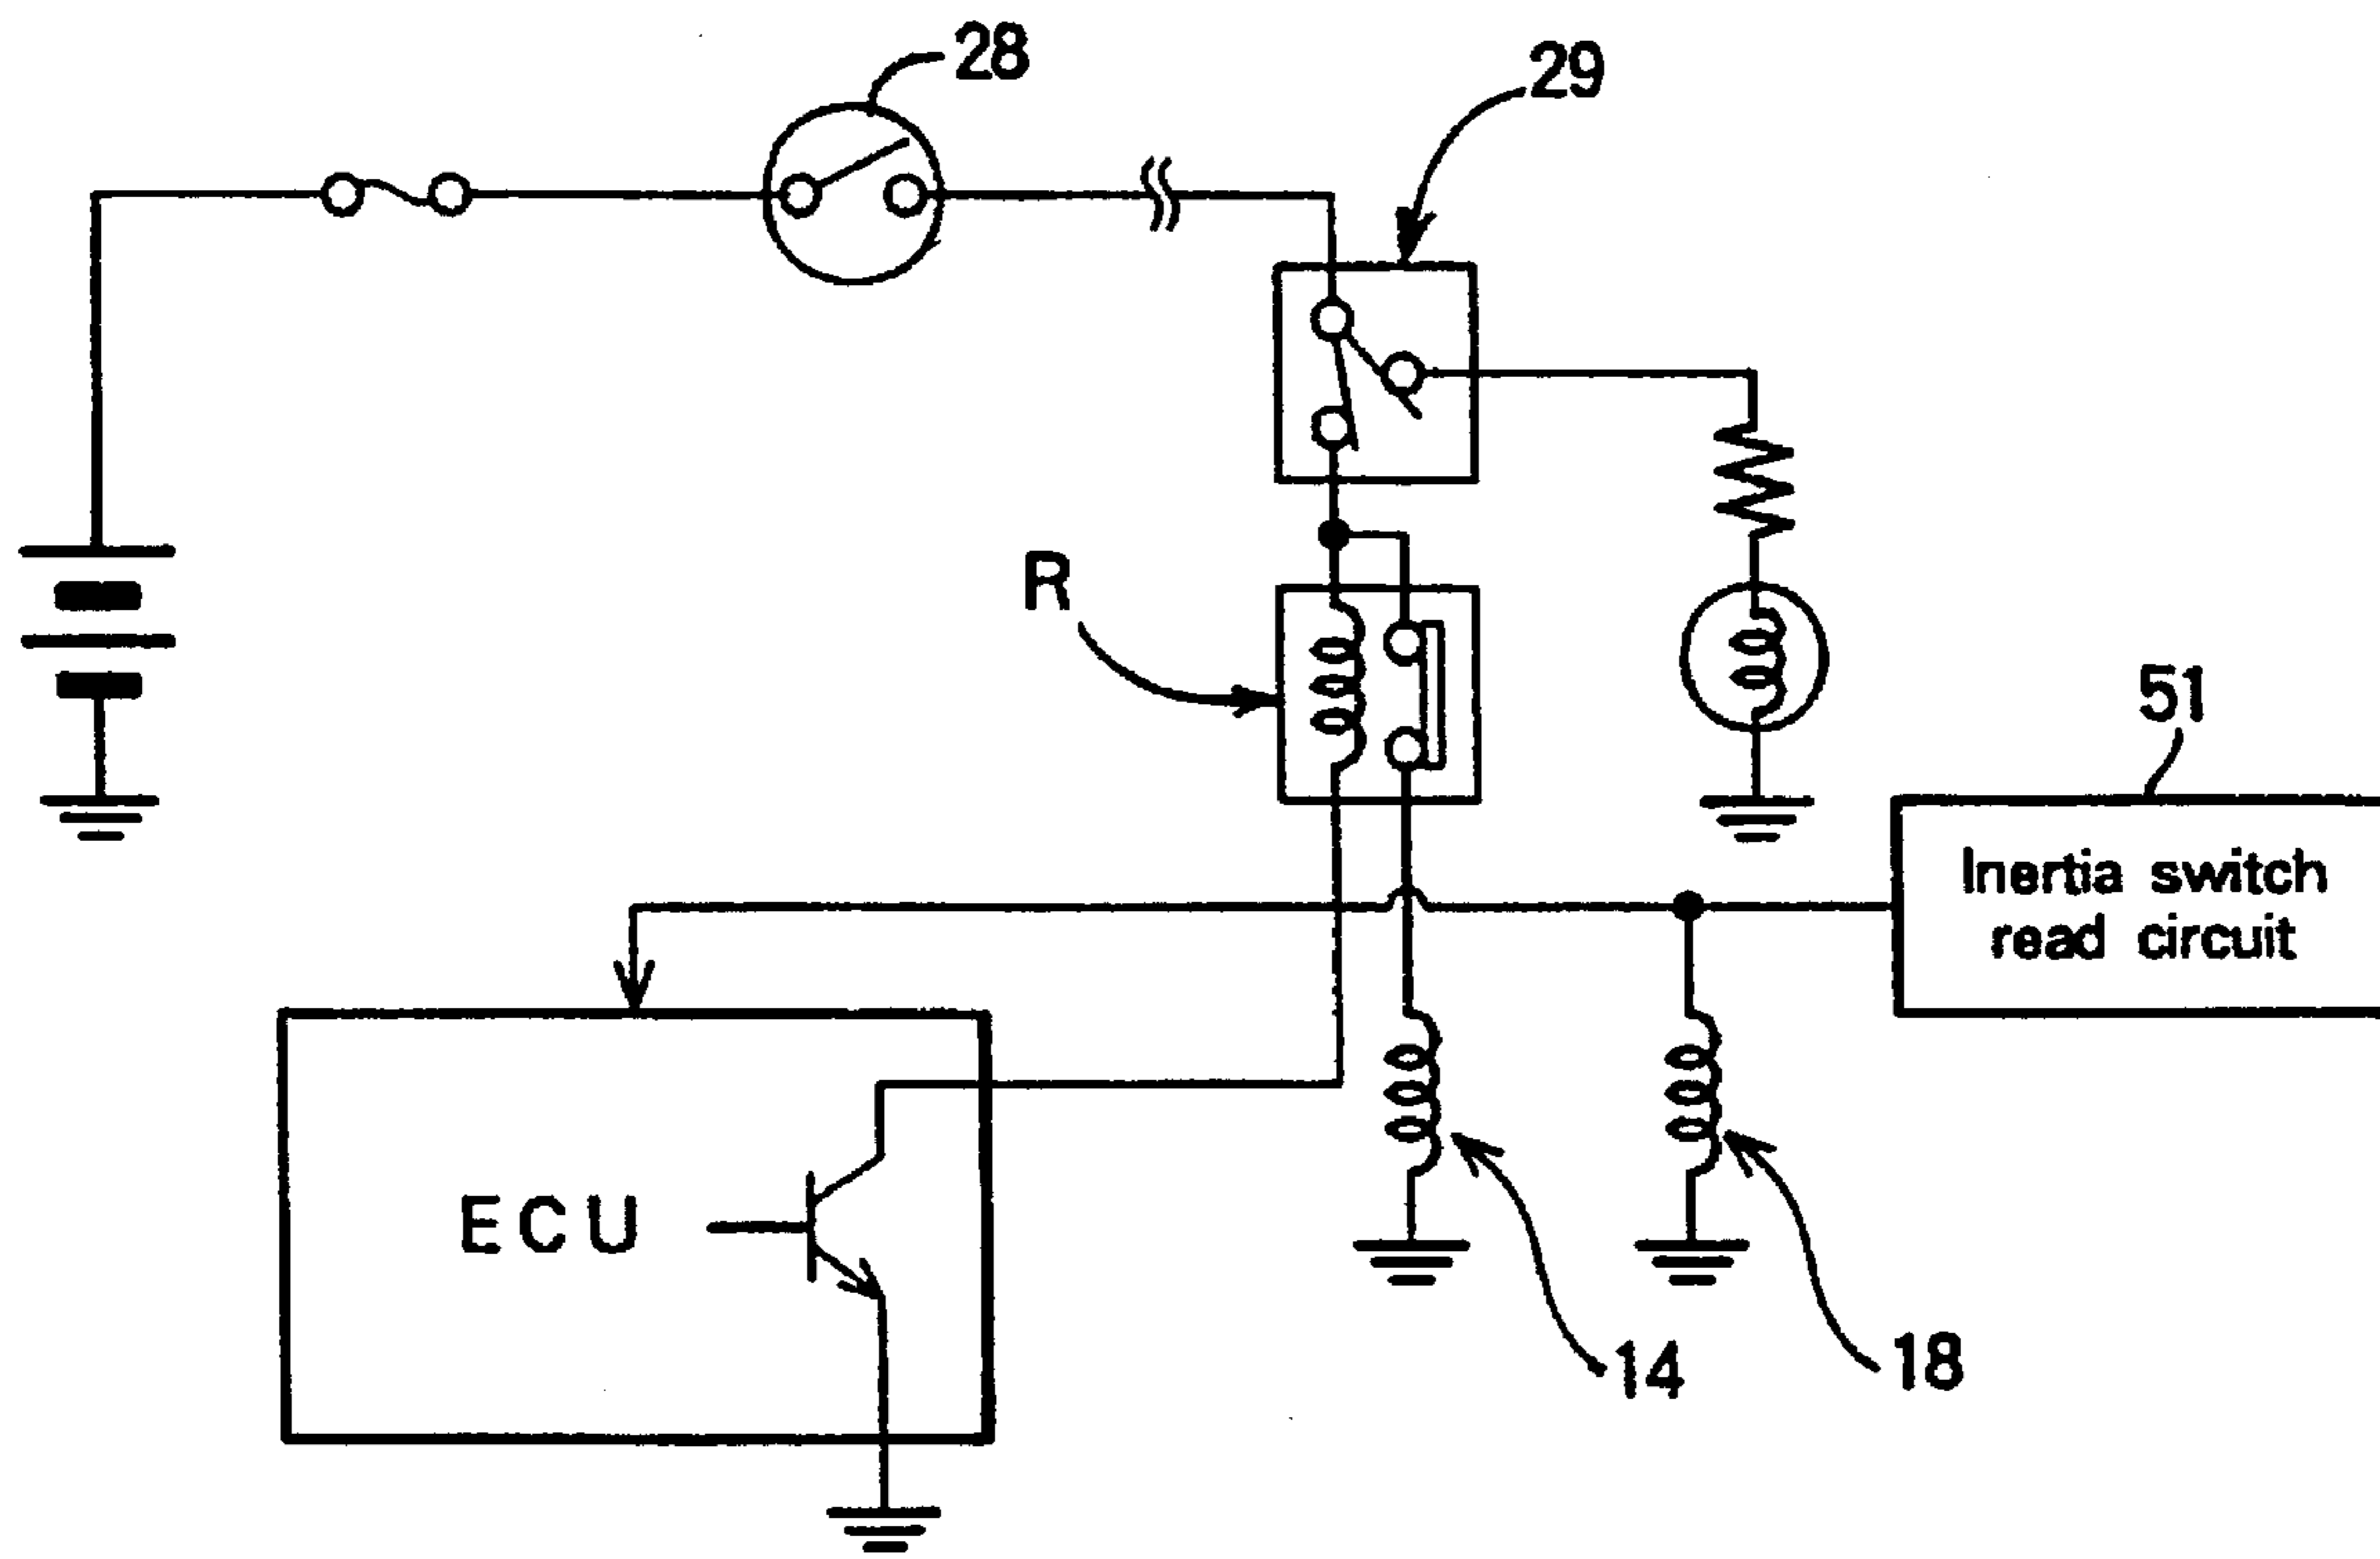 28
29
R
51
Inertia switch
read circuit
ECU
14
18